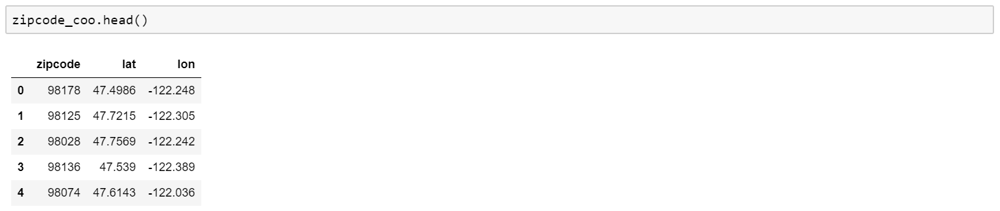 zipcode_coo.head()
zipcode lat lon
0 98178 47.4986 -122.248
1 98125 47.7215 -122.305
2 98028 47.7569 -122.242
3 98136 47.539 -122.389
4 98074 47.6143 -122.036